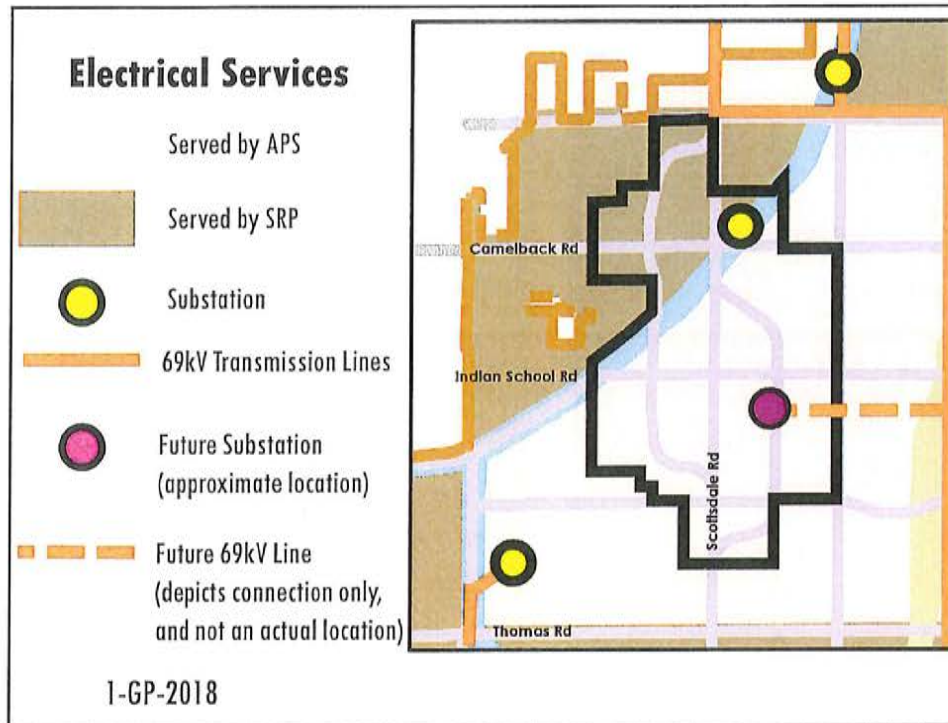 Electrical Services
Served by APS
Served by SRP
Substation
69kV Transmission Lines
Future Substation
(approximate location)
Future 69kV Line
(depicts connection only,
and not an actual location)
1-GP-2018
Camelback Rd
Indian School Rd
Scottsdale Rd
Thomas Rd